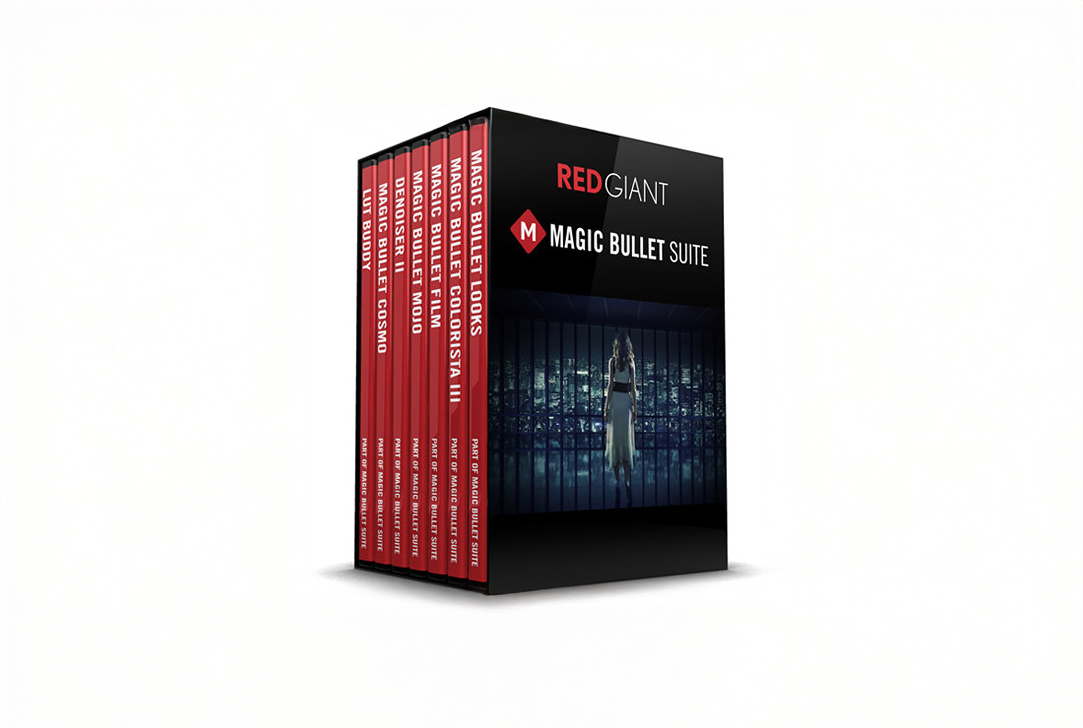 REDGIANT
M
MAGIC BULLET SUITE
LUT BUDDY
PART OF MAGIC BULLET SUITE
MAGIC BULLET COSMO
PART OF MAGIC BULLET SUITE
DENOISER II
PART OF MAGIC BULLET SUITE
MAGIC BULLET MOJO
PART OF MAGIC BULLET SUITE
MAGIC BULLET FILM
PART OF MAGIC BULLET SUITE
MAGIC BULLET COLORISTA III
PART OF MAGIC BULLET SUITE
MAGIC BULLET LOOKS
PART OF MAGIC BULLET SUITE